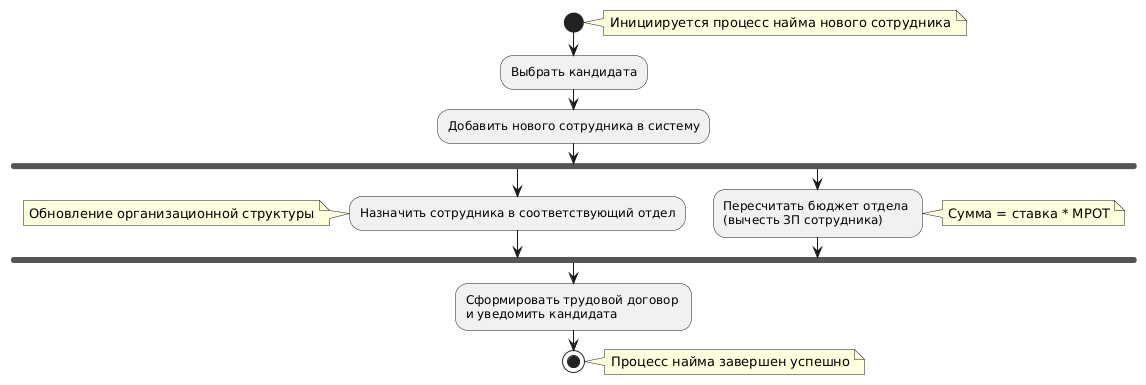 Инициируется процесс найма нового сотрудника
Выбрать кандидата
Добавить нового сотрудника в систему
Обновление организационной структуры
Назначить сотрудника в соответствующий отдел
Пересчитать бюджет отдела
(вычесть ЗП сотрудника)
Сумма = ставка * МРОТ
Сформировать трудовой договор
и уведомить кандидата
Процесс найма завершен успешно